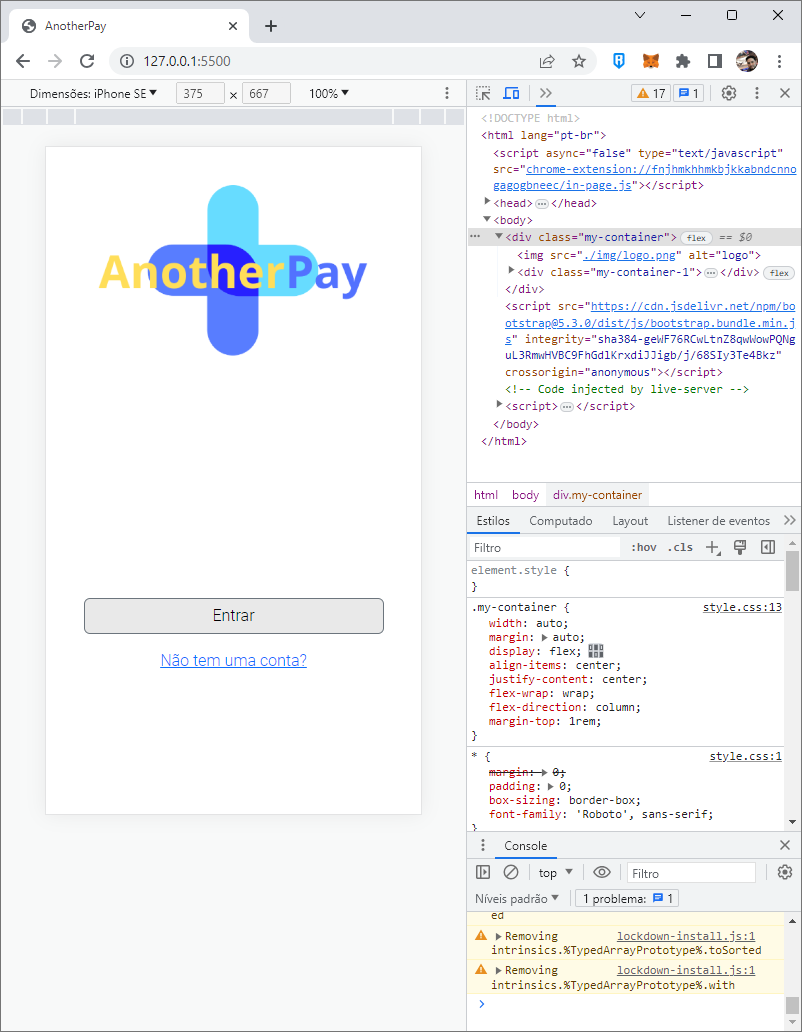 AnotherPay
127.0.0.1:5500
Dimensões: iPhone SE 375 × 667 100%
AnotherPay
Entrar
Não tem uma conta?
17 1
<!DOCTYPE html>
<html lang="pt-br">
<script async="false" type="text/javascript"
src="chrome-extension://fnjhmkhhmkbjkkabndcnno
gagogbneec/in-page.js"></script>
<head>…</head>
<body>
… <div class="my-container"> flex == $0
<img src="./img/logo.png" alt="logo">
<div class="my-container-1">…</div> flex
</div>
<script src="https://cdn.jsdelivr.net/npm/bo
otstrap@5.3.0/dist/js/bootstrap.bundle.min.j
s" integrity="sha384-geWF76RCwLtnZ8qwWowPQNg
uL3RmwHVBC9FhGdlKrxdiJJigb/j/68SIy3Te4Bkz"
crossorigin="anonymous"></script>
<!-- Code injected by live-server -->
<script>…</script>
</body>
</html>
html body div.my-container
Estilos Computado Layout Listener de eventos
Filtro :hov .cls
element.style {
}
.my-container { style.css:13
width: auto;
margin: auto;
display: flex;
align-items: center;
justify-content: center;
flex-wrap: wrap;
flex-direction: column;
margin-top: 1rem;
}
* { style.css:1
margin: 0;
padding: 0;
box-sizing: border-box;
font-family: 'Roboto', sans-serif;
}
Console
top Filtro
Níveis padrão 1 problema: 1
ed
Removing lockdown-install.js:1
intrinsics.%TypedArrayPrototype%.toSorted
Removing lockdown-install.js:1
intrinsics.%TypedArrayPrototype%.with